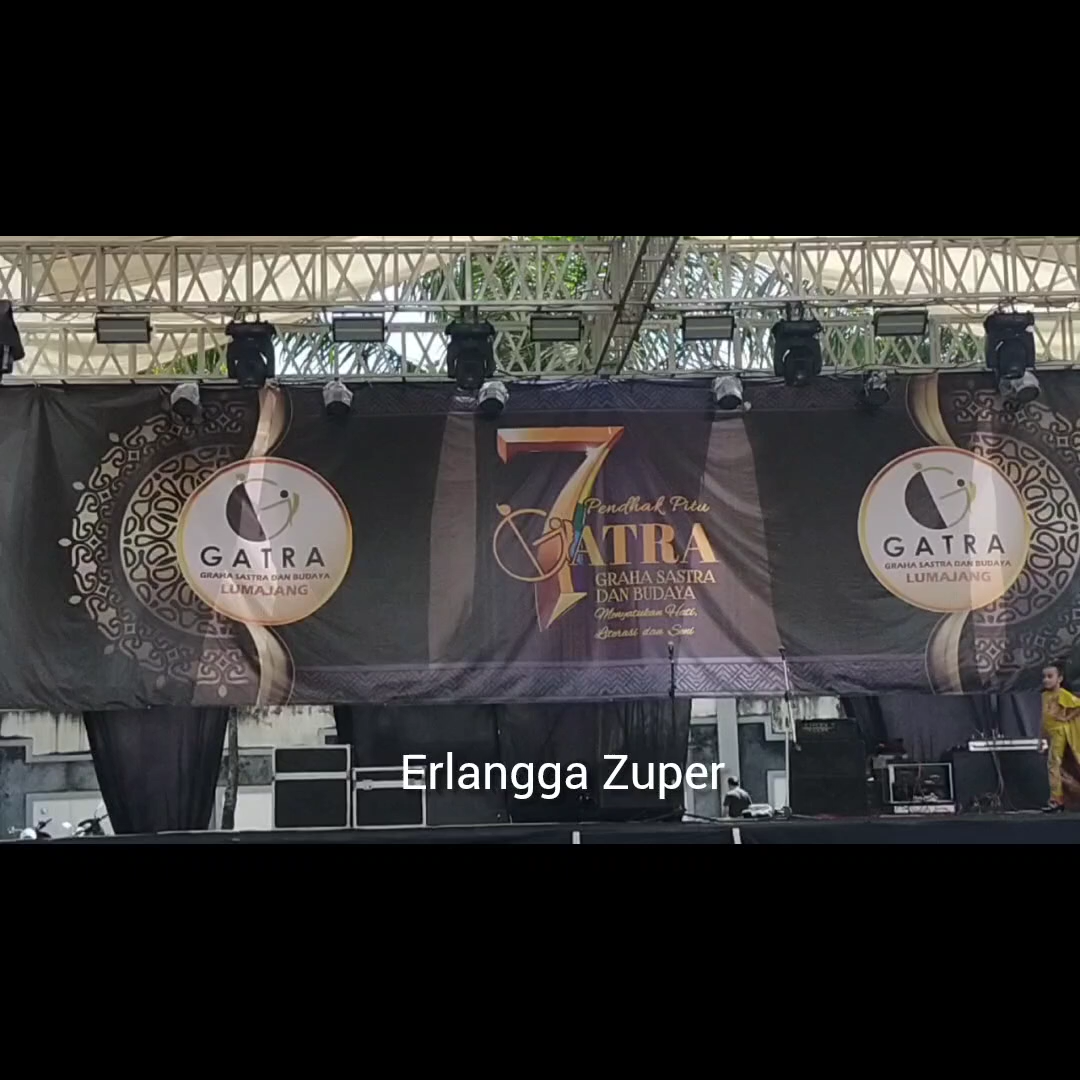 Pendhak Pitu
7
GATRA
GRAHA SASTRA
DAN BUDAYA
Menyatukan Hati,
Literasi dan Seni
GATRA
GRAHA SASTRA DAN BUDAYA
LUMAJANG
GATRA
GRAHA SASTRA DAN BUDAYA
LUMAJANG
Erlangga Zuper